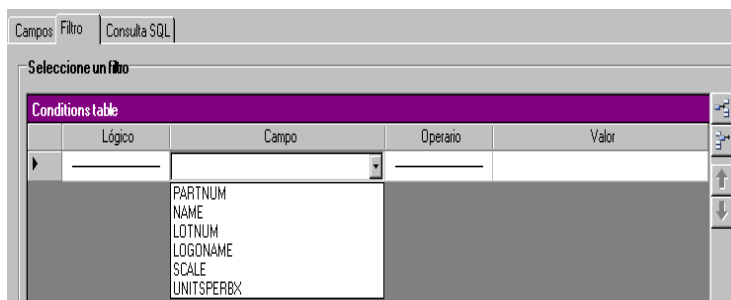 Campos Filtro Consulta SQL
Seleccione un filtro
Conditions table
Lógico Campo Operario Valor
PARTNUM
NAME
LOTNUM
LOGONAME
SCALE
UNITSPERBX